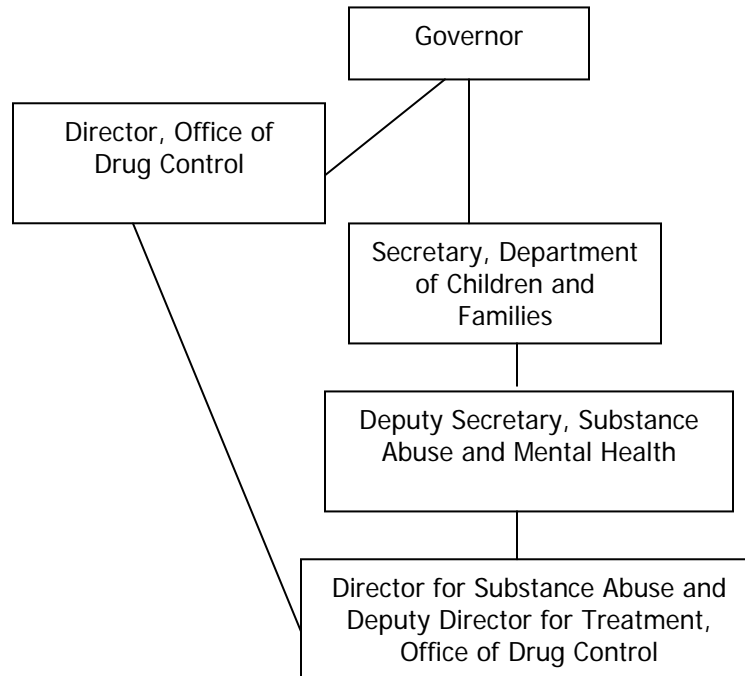 Governor
Director, Office of
Drug Control
Secretary, Department
of Children and
Families
Deputy Secretary, Substance
Abuse and Mental Health
Director for Substance Abuse and
Deputy Director for Treatment,
Office of Drug Control